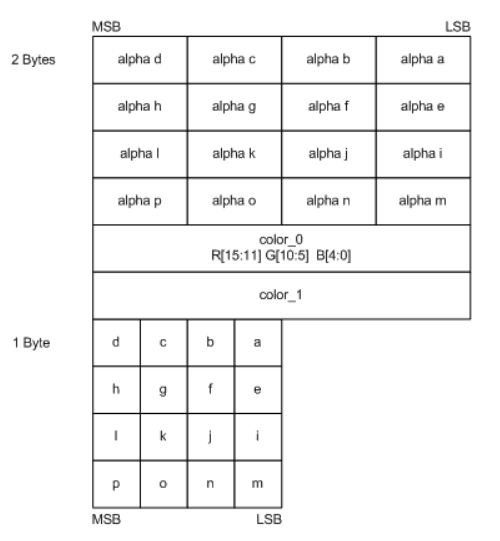 MSB LSB
2 Bytes alpha d alpha c alpha b alpha a
alpha h alpha g alpha f alpha e
alpha l alpha k alpha j alpha i
alpha p alpha o alpha n alpha m
color_0
R[15:11] G[10:5] B[4:0]
color_1
1 Byte d c b a
h g f e
l k j i
p o n m
MSB LSB